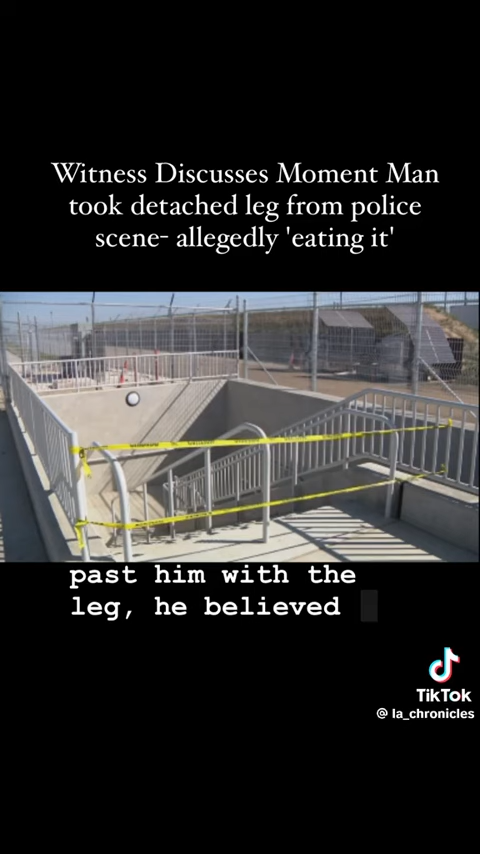 Witness Discusses Moment Man
took detached leg from police
scene- allegedly 'eating it'
past him with the
leg, he believed
TikTok
@ la_chronicles